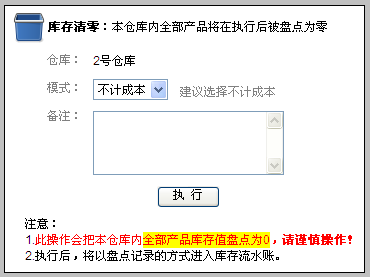 库存清零：本仓库内全部产品将在执行后被盘点为零
仓库： 2号仓库
模式： 不计成本 建议选择不计成本
备注：
执 行
注意：
1.此操作会把本仓库内全部产品库存值盘点为0，请谨慎操作！
2.执行后，将以盘点记录的方式进入库存流水账。